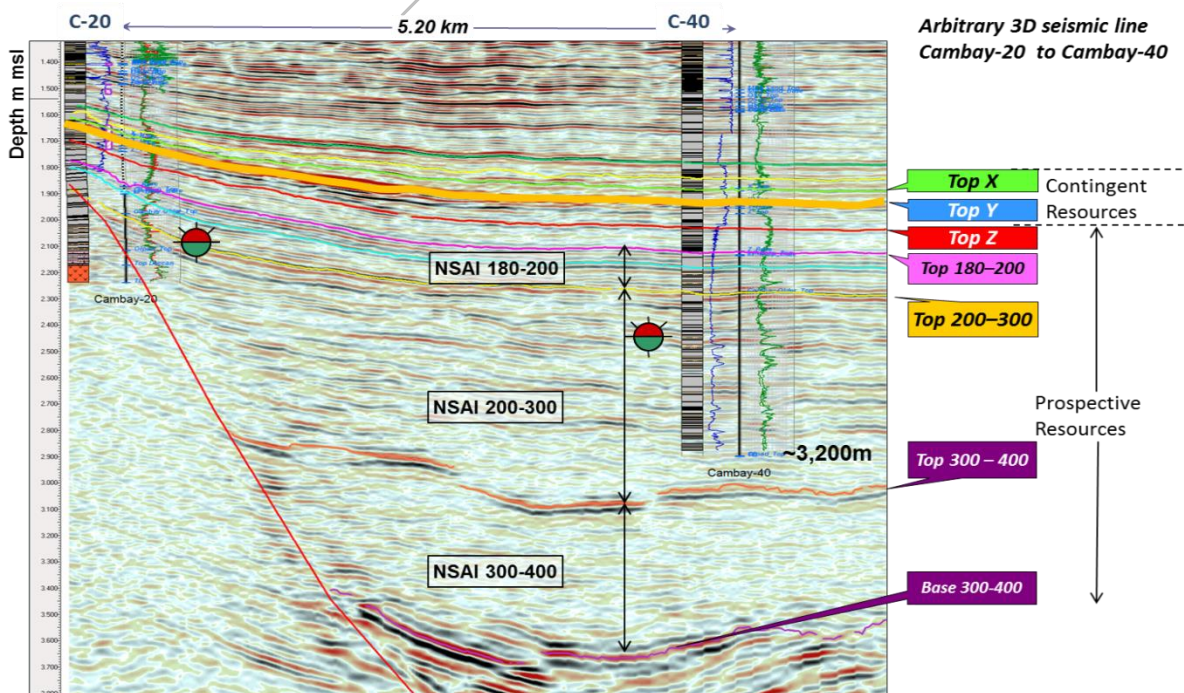 C-20
5.20 km
C-40
Arbitrary 3D seismic line
Cambay-20 to Cambay-40
Depth m msl
1.400
1.500
1.600
1.700
1.800
1.900
2.000
2.100
2.200
2.300
2.400
2.500
2.600
2.700
2.800
2.900
3.000
3.100
3.200
3.300
3.400
3.500
3.600
3.700
Top X
Contingent
Resources
Top Y
Top Z
Top 180–200
Top 200–300
NSAI 180-200
Cambay-20
NSAI 200-300
Prospective
Resources
~3,200m
Cambay-40
Top 300 – 400
NSAI 300-400
Base 300-400